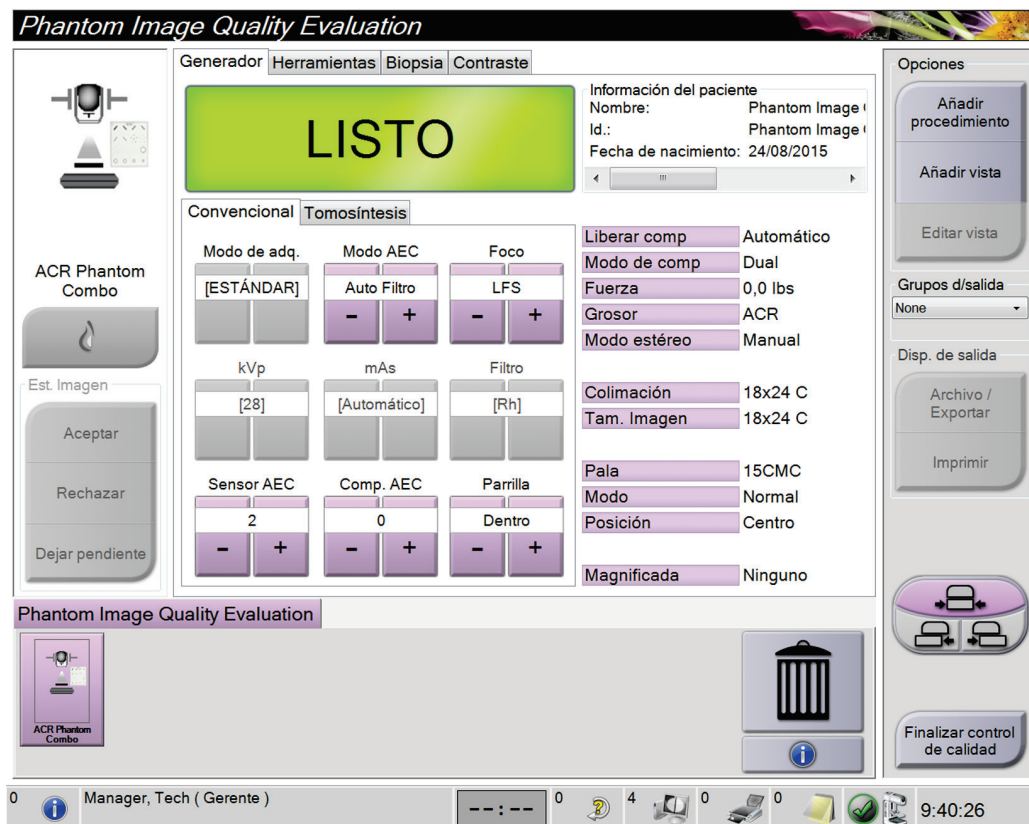 Phantom Image Quality Evaluation
Generador Herramientas Biopsia Contraste
LISTO
Información del paciente
Nombre: Phantom Image
Id.: Phantom Image
Fecha de nacimiento: 24/08/2015
Opciones
Añadir
procedimiento
Añadir vista
Editar vista
Grupos d/salida
None
Disp. de salida
Archivo /
Exportar
Imprimir
Finalizar control
de calidad
ACR Phantom
Combo
Est. Imagen
Aceptar
Rechazar
Dejar pendiente
Convencional Tomosíntesis
Modo de adq. Modo AEC Foco
[ESTÁNDAR] Auto Filtro LFS
- + - +
kVp mAs Filtro
[28] [Automático] [Rh]
Sensor AEC Comp. AEC Parrilla
2 0 Dentro
- + - + - +
Liberar comp Automático
Modo de comp Dual
Fuerza 0,0 lbs
Grosor ACR
Modo estéreo Manual
Colimación 18x24 C
Tam. Imagen 18x24 C
Pala 15CMC
Modo Normal
Posición Centro
Magnificada Ninguno
Phantom Image Quality Evaluation
ACR Phantom
Combo
0 Manager, Tech ( Gerente ) --:-- 0 4 0 0 9:40:26